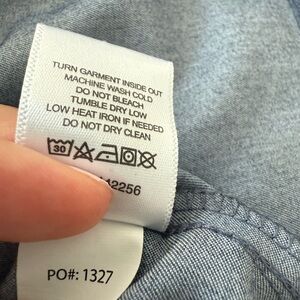 TURN GARMENT INSIDE OUT
MACHINE WASH COLD
DO NOT BLEACH
TUMBLE DRY LOW
LOW HEAT IRON IF NEEDED
DO NOT DRY CLEAN
30
PO#: 1327